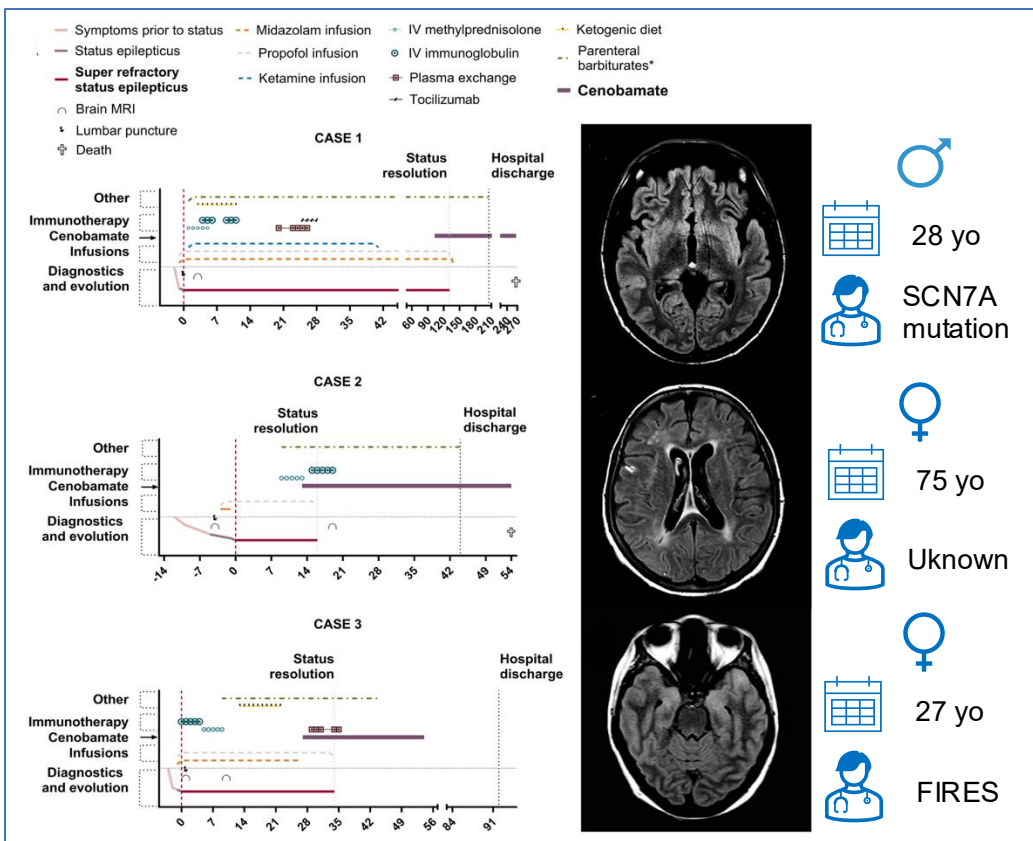 Symptoms prior to status
Status epilepticus
Super refractory
status epilepticus
Brain MRI
Lumbar puncture
Death
Midazolam infusion
Propofol infusion
Ketamine infusion
IV methylprednisolone
IV immunoglobulin
Plasma exchange
Tocilizumab
Ketogenic diet
Parenteral
barbiturates*
Cenobamate
CASE 1
Status
resolution
Hospital
discharge
Other
Immunotherapy
Cenobamate
Infusions
Diagnostics
and evolution
0 7 14 21 28 42 60 90 120 150 180 210 240 270
28 yo
SCN7A
mutation
CASE 2
Status
resolution
Hospital
discharge
Other
Immunotherapy
Cenobamate
Infusions
Diagnostics
and evolution
-14 -7 0 7 14 21 28 35 42 49 54
75 yo
Uknown
CASE 3
Status
resolution
Hospital
discharge
Other
Immunotherapy
Cenobamate
Infusions
Diagnostics
and evolution
0 7 14 21 28 35 42 56 84 91
27 yo
FIRES